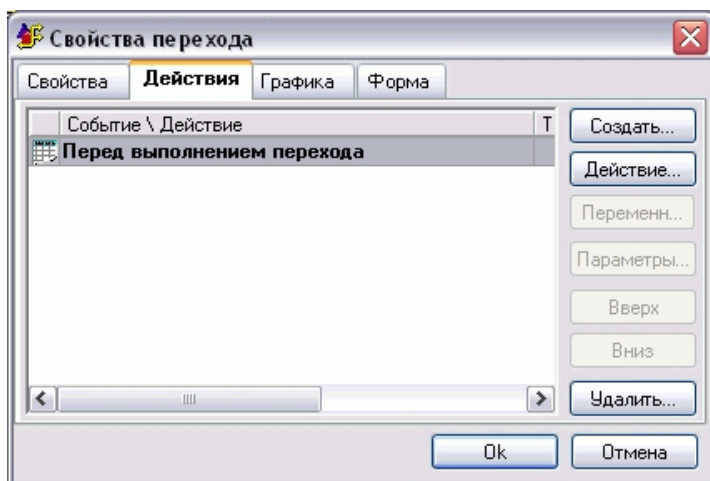 Свойства перехода
Свойства Действия Графика Форма
Событие \ Действие Т
Перед выполнением перехода
Создать...
Действие...
Переменн...
Параметры...
Вверх
Вниз
Удалить...
Ok Отмена